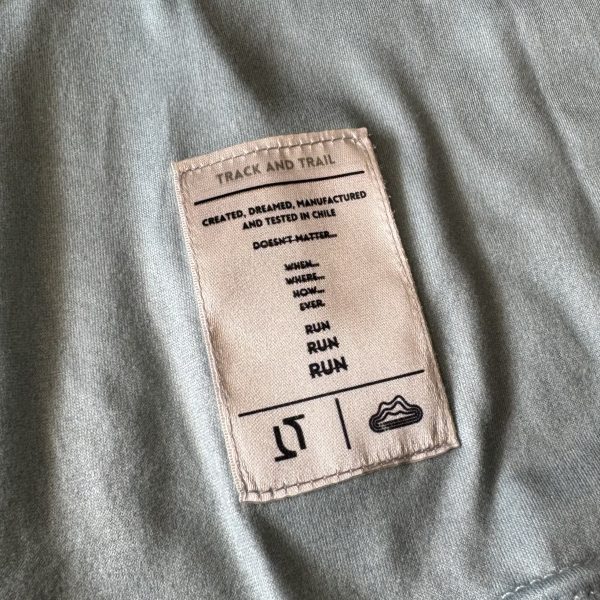 TRACK AND TRAIL
CREATED, DREAMED, MANUFACTURED
AND TESTED IN CHILE
DOESN'T MATTER...
WHEN...
WHERE...
HOW...
EVER.
RUN
RUN
RUN